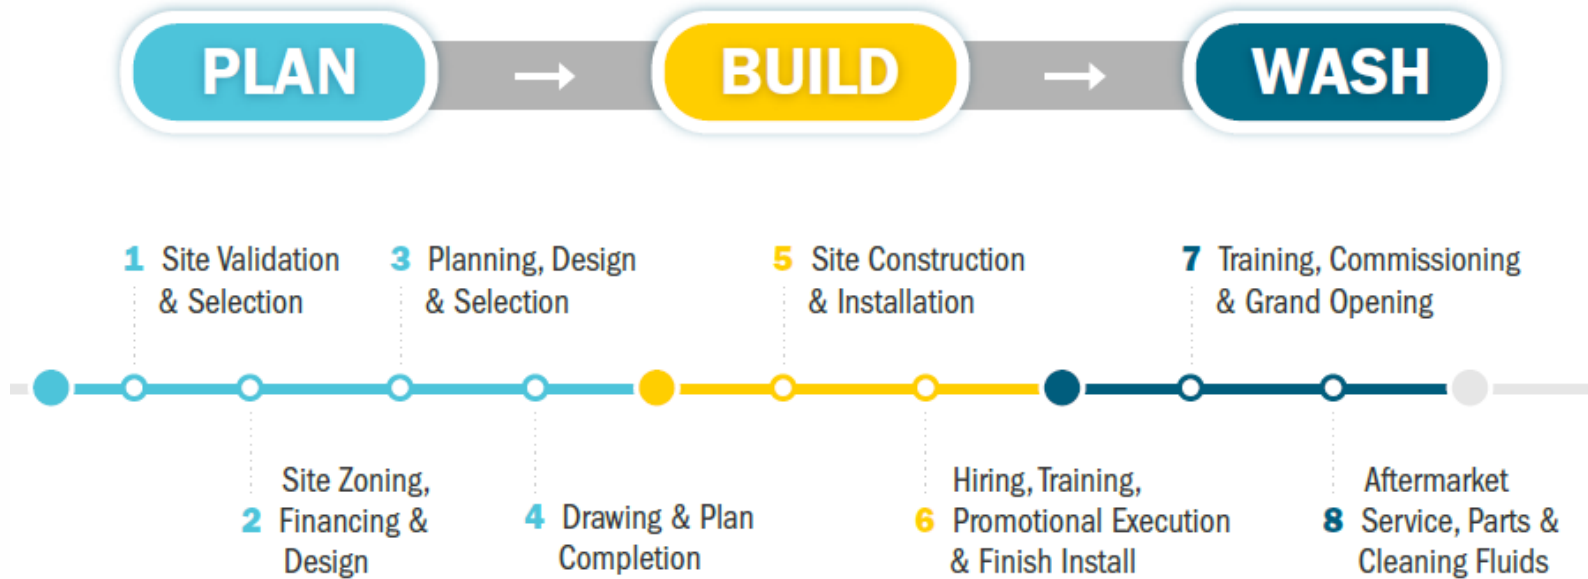 PLAN → BUILD → WASH
1 Site Validation
& Selection
3 Planning, Design
& Selection
5 Site Construction
& Installation
7 Training, Commissioning
& Grand Opening
Site Zoning,
2 Financing &
Design
4 Drawing & Plan
Completion
Hiring, Training,
6 Promotional Execution
& Finish Install
Aftermarket
8 Service, Parts &
Cleaning Fluids